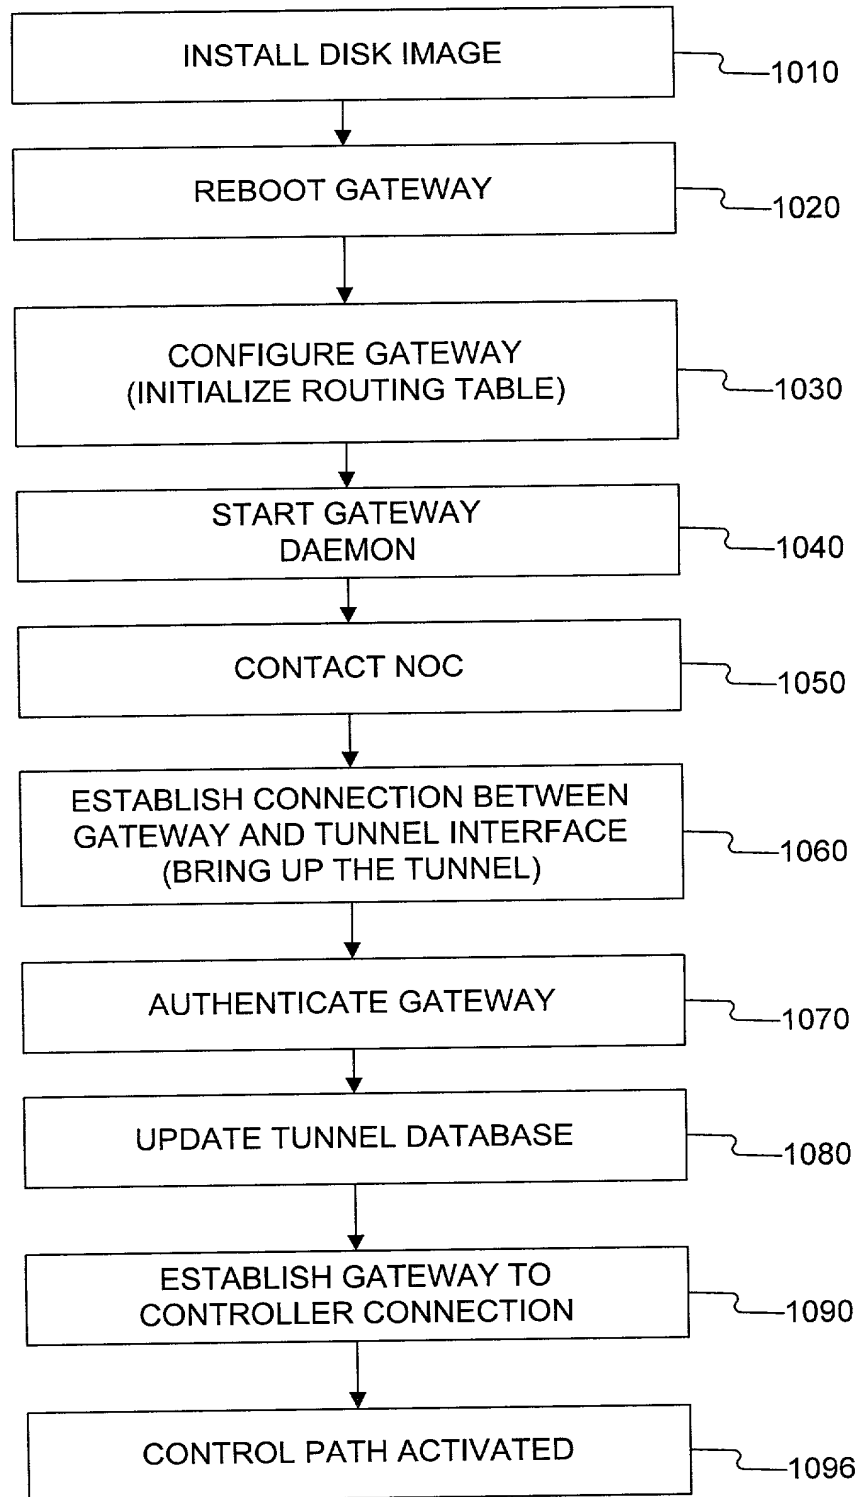 INSTALL DISK IMAGE
1010
REBOOT GATEWAY
1020
CONFIGURE GATEWAY
(INITIALIZE ROUTING TABLE)
1030
START GATEWAY
DAEMON
1040
CONTACT NOC
1050
ESTABLISH CONNECTION BETWEEN
GATEWAY AND TUNNEL INTERFACE
(BRING UP THE TUNNEL)
1060
AUTHENTICATE GATEWAY
1070
UPDATE TUNNEL DATABASE
1080
ESTABLISH GATEWAY TO
CONTROLLER CONNECTION
1090
CONTROL PATH ACTIVATED
1096